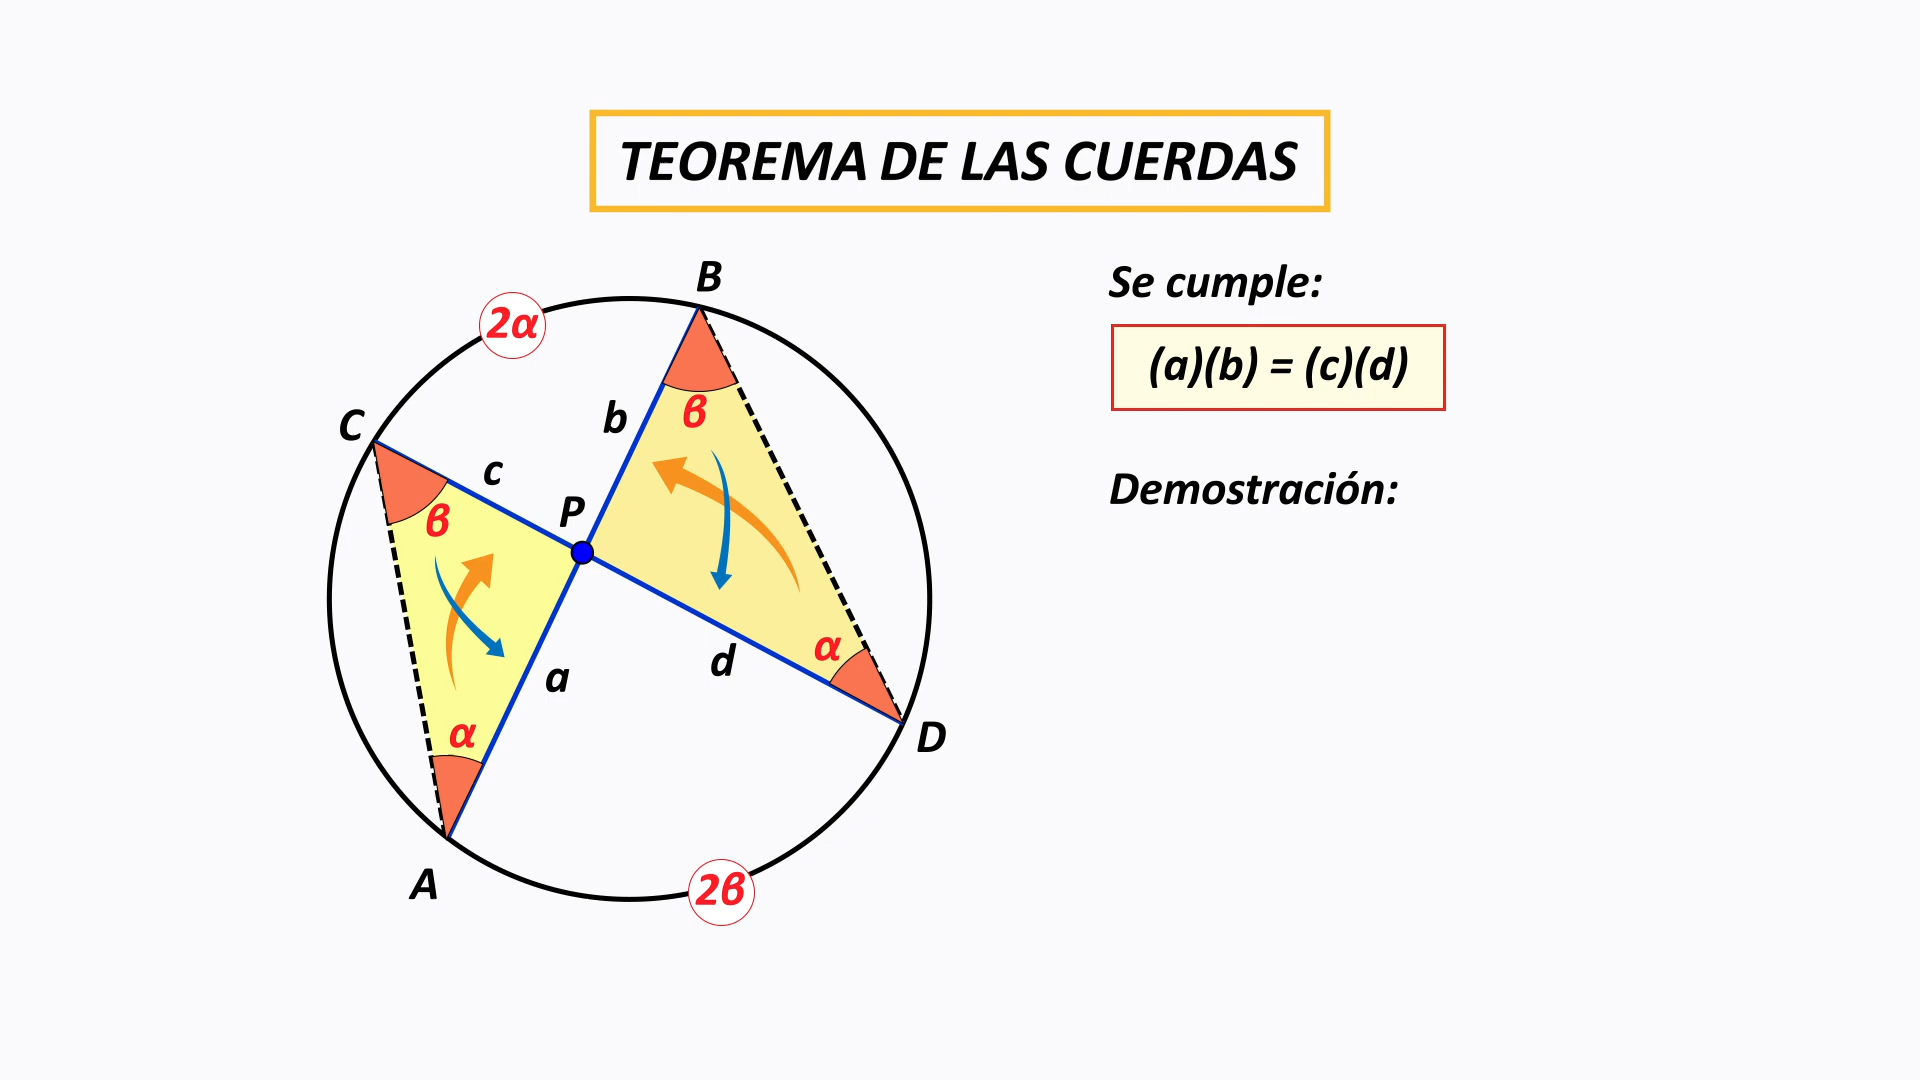 TEOREMA DE LAS CUERDAS
B
Se cumple:
2α
(a)(b) = (c)(d)
C
b
β
c
Demostración:
P
β
α
d
a
α
D
A
2β